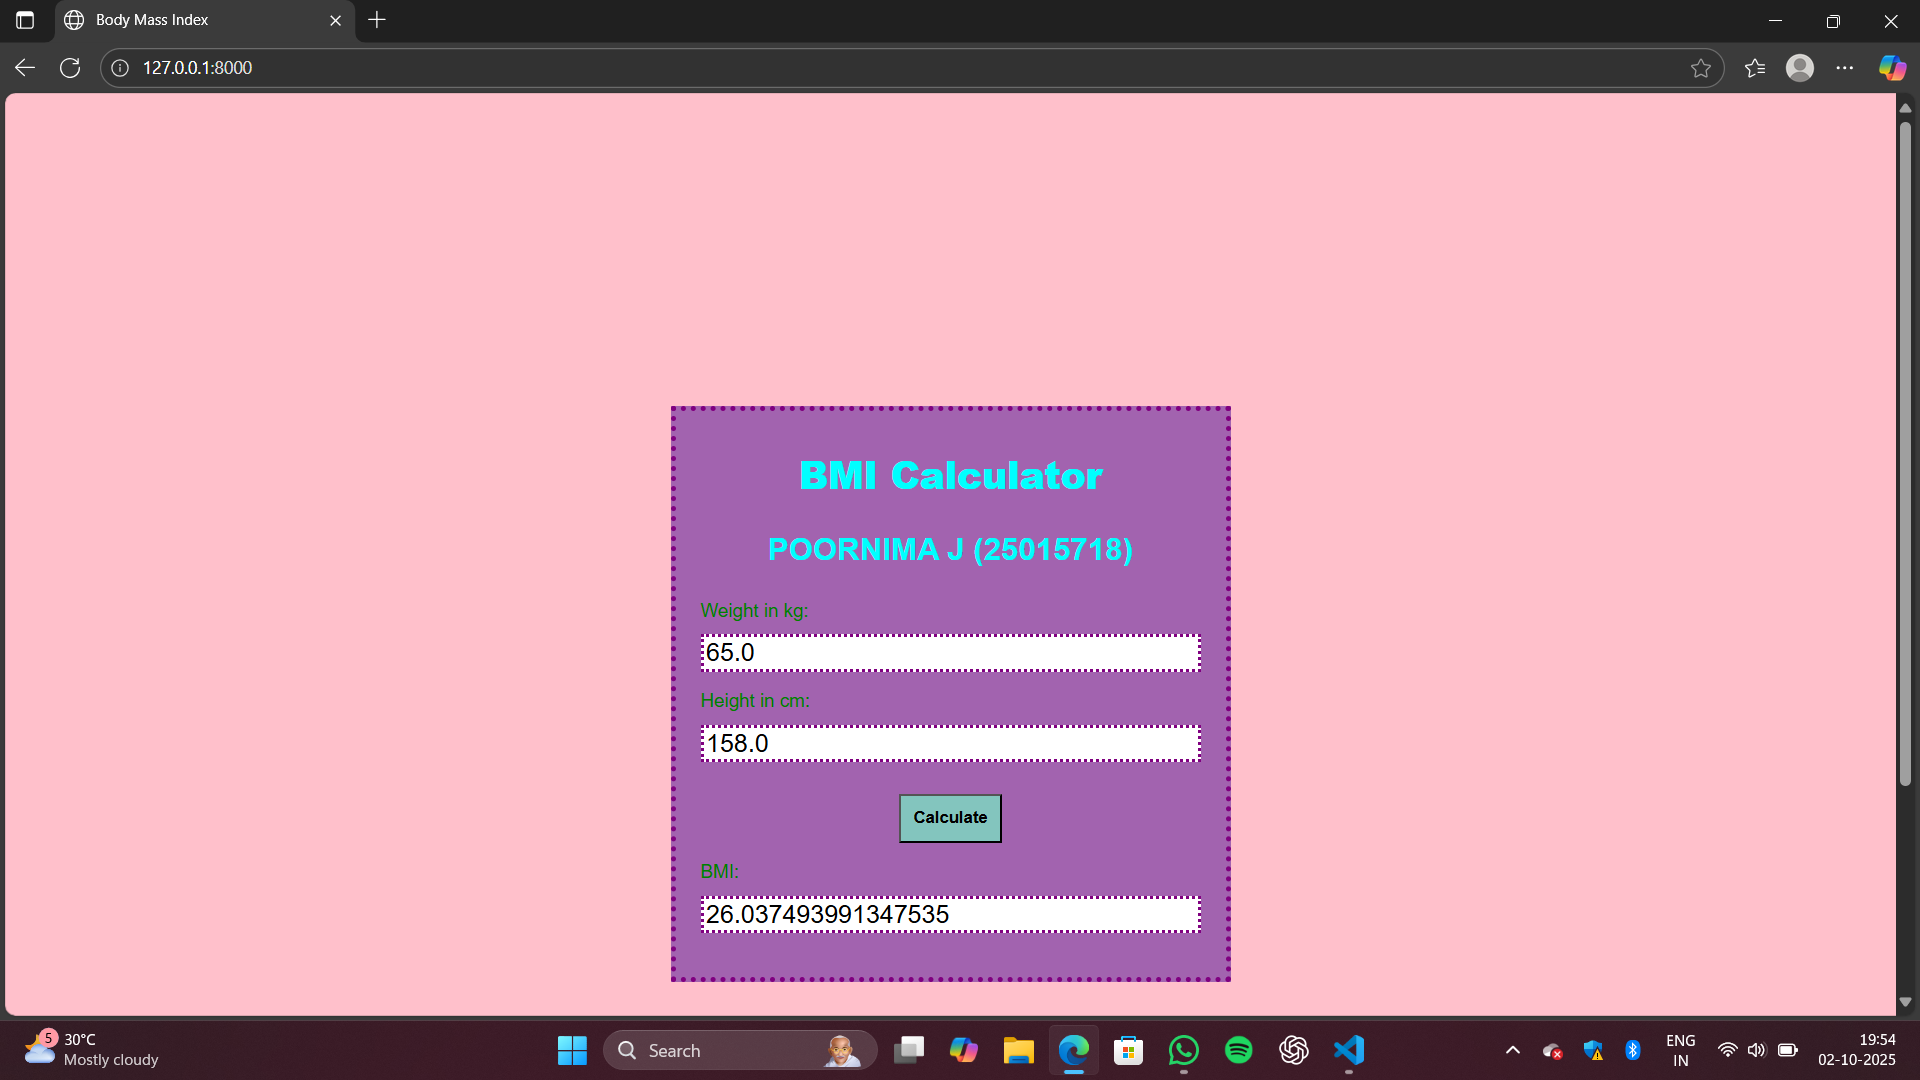 Body Mass Index
127.0.0.1:8000
BMI Calculator
POORNIMA J (25015718)
Weight in kg:
65.0
Height in cm:
158.0
Calculate
BMI:
26.037493991347535
5
30°C
Mostly cloudy
Search
ENG
IN
19:54
02-10-2025